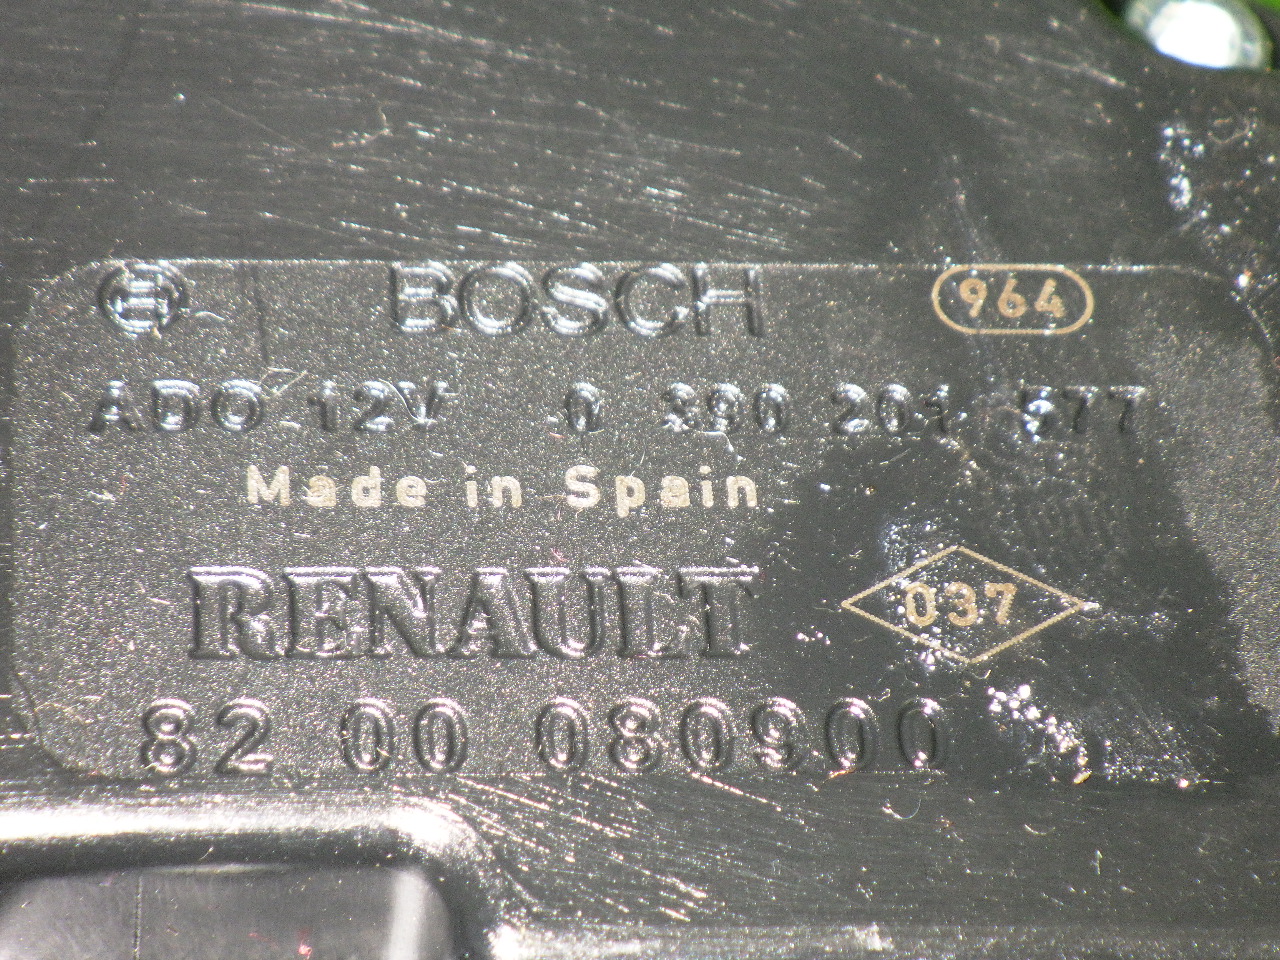 BOSCH 964
ADO 12V 0 390 201 577
Made in Spain
RENAULT 037
82 00 080900